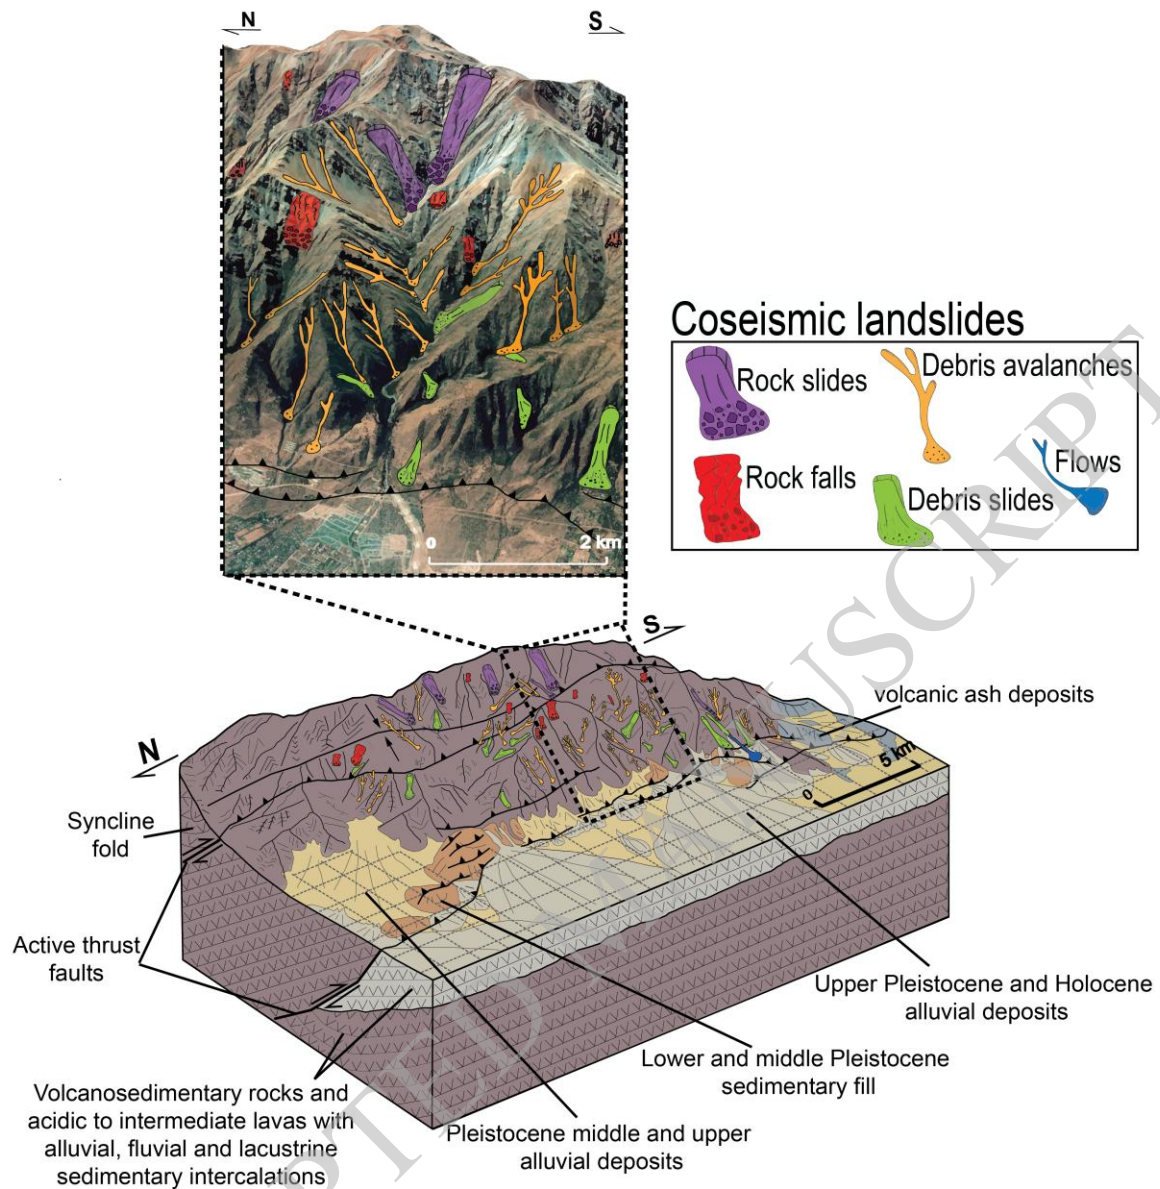 N
S
0
2 km
Coseismic landslides
Rock slides
Debris avalanches
Rock falls
Debris slides
Flows
S
N
volcanic ash deposits
0
5 km
Syncline
fold
Active thrust
faults
Upper Pleistocene and Holocene
alluvial deposits
Lower and middle Pleistocene
sedimentary fill
Volcanosedimentary rocks and
acidic to intermediate lavas with
alluvial, fluvial and lacustrine
sedimentary intercalations
Pleistocene middle and upper
alluvial deposits
PTED MANUSCRIPT